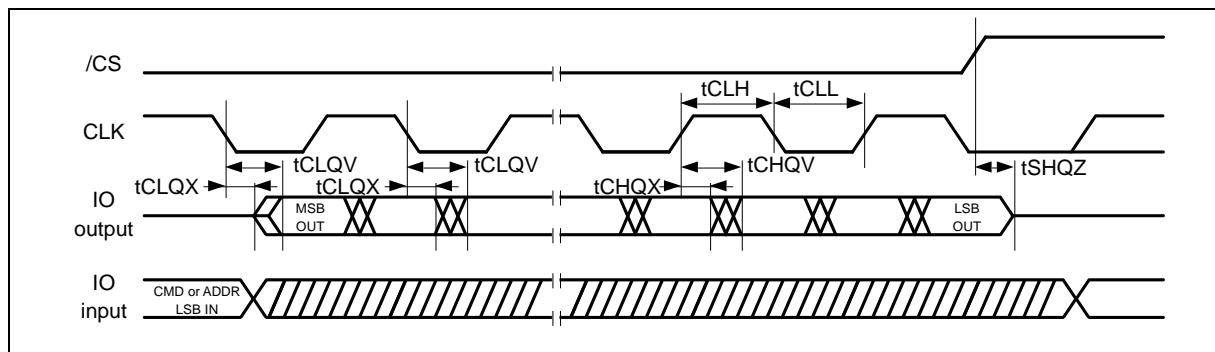 /CS
tCLH
tCLL
CLK
tCLQV
tCLQV
tCHQV
tSHQZ
tCLQX
tCLQX
tCHQX
IO
output
MSB
OUT
LSB
OUT
IO
input
CMD or ADDR
LSB IN